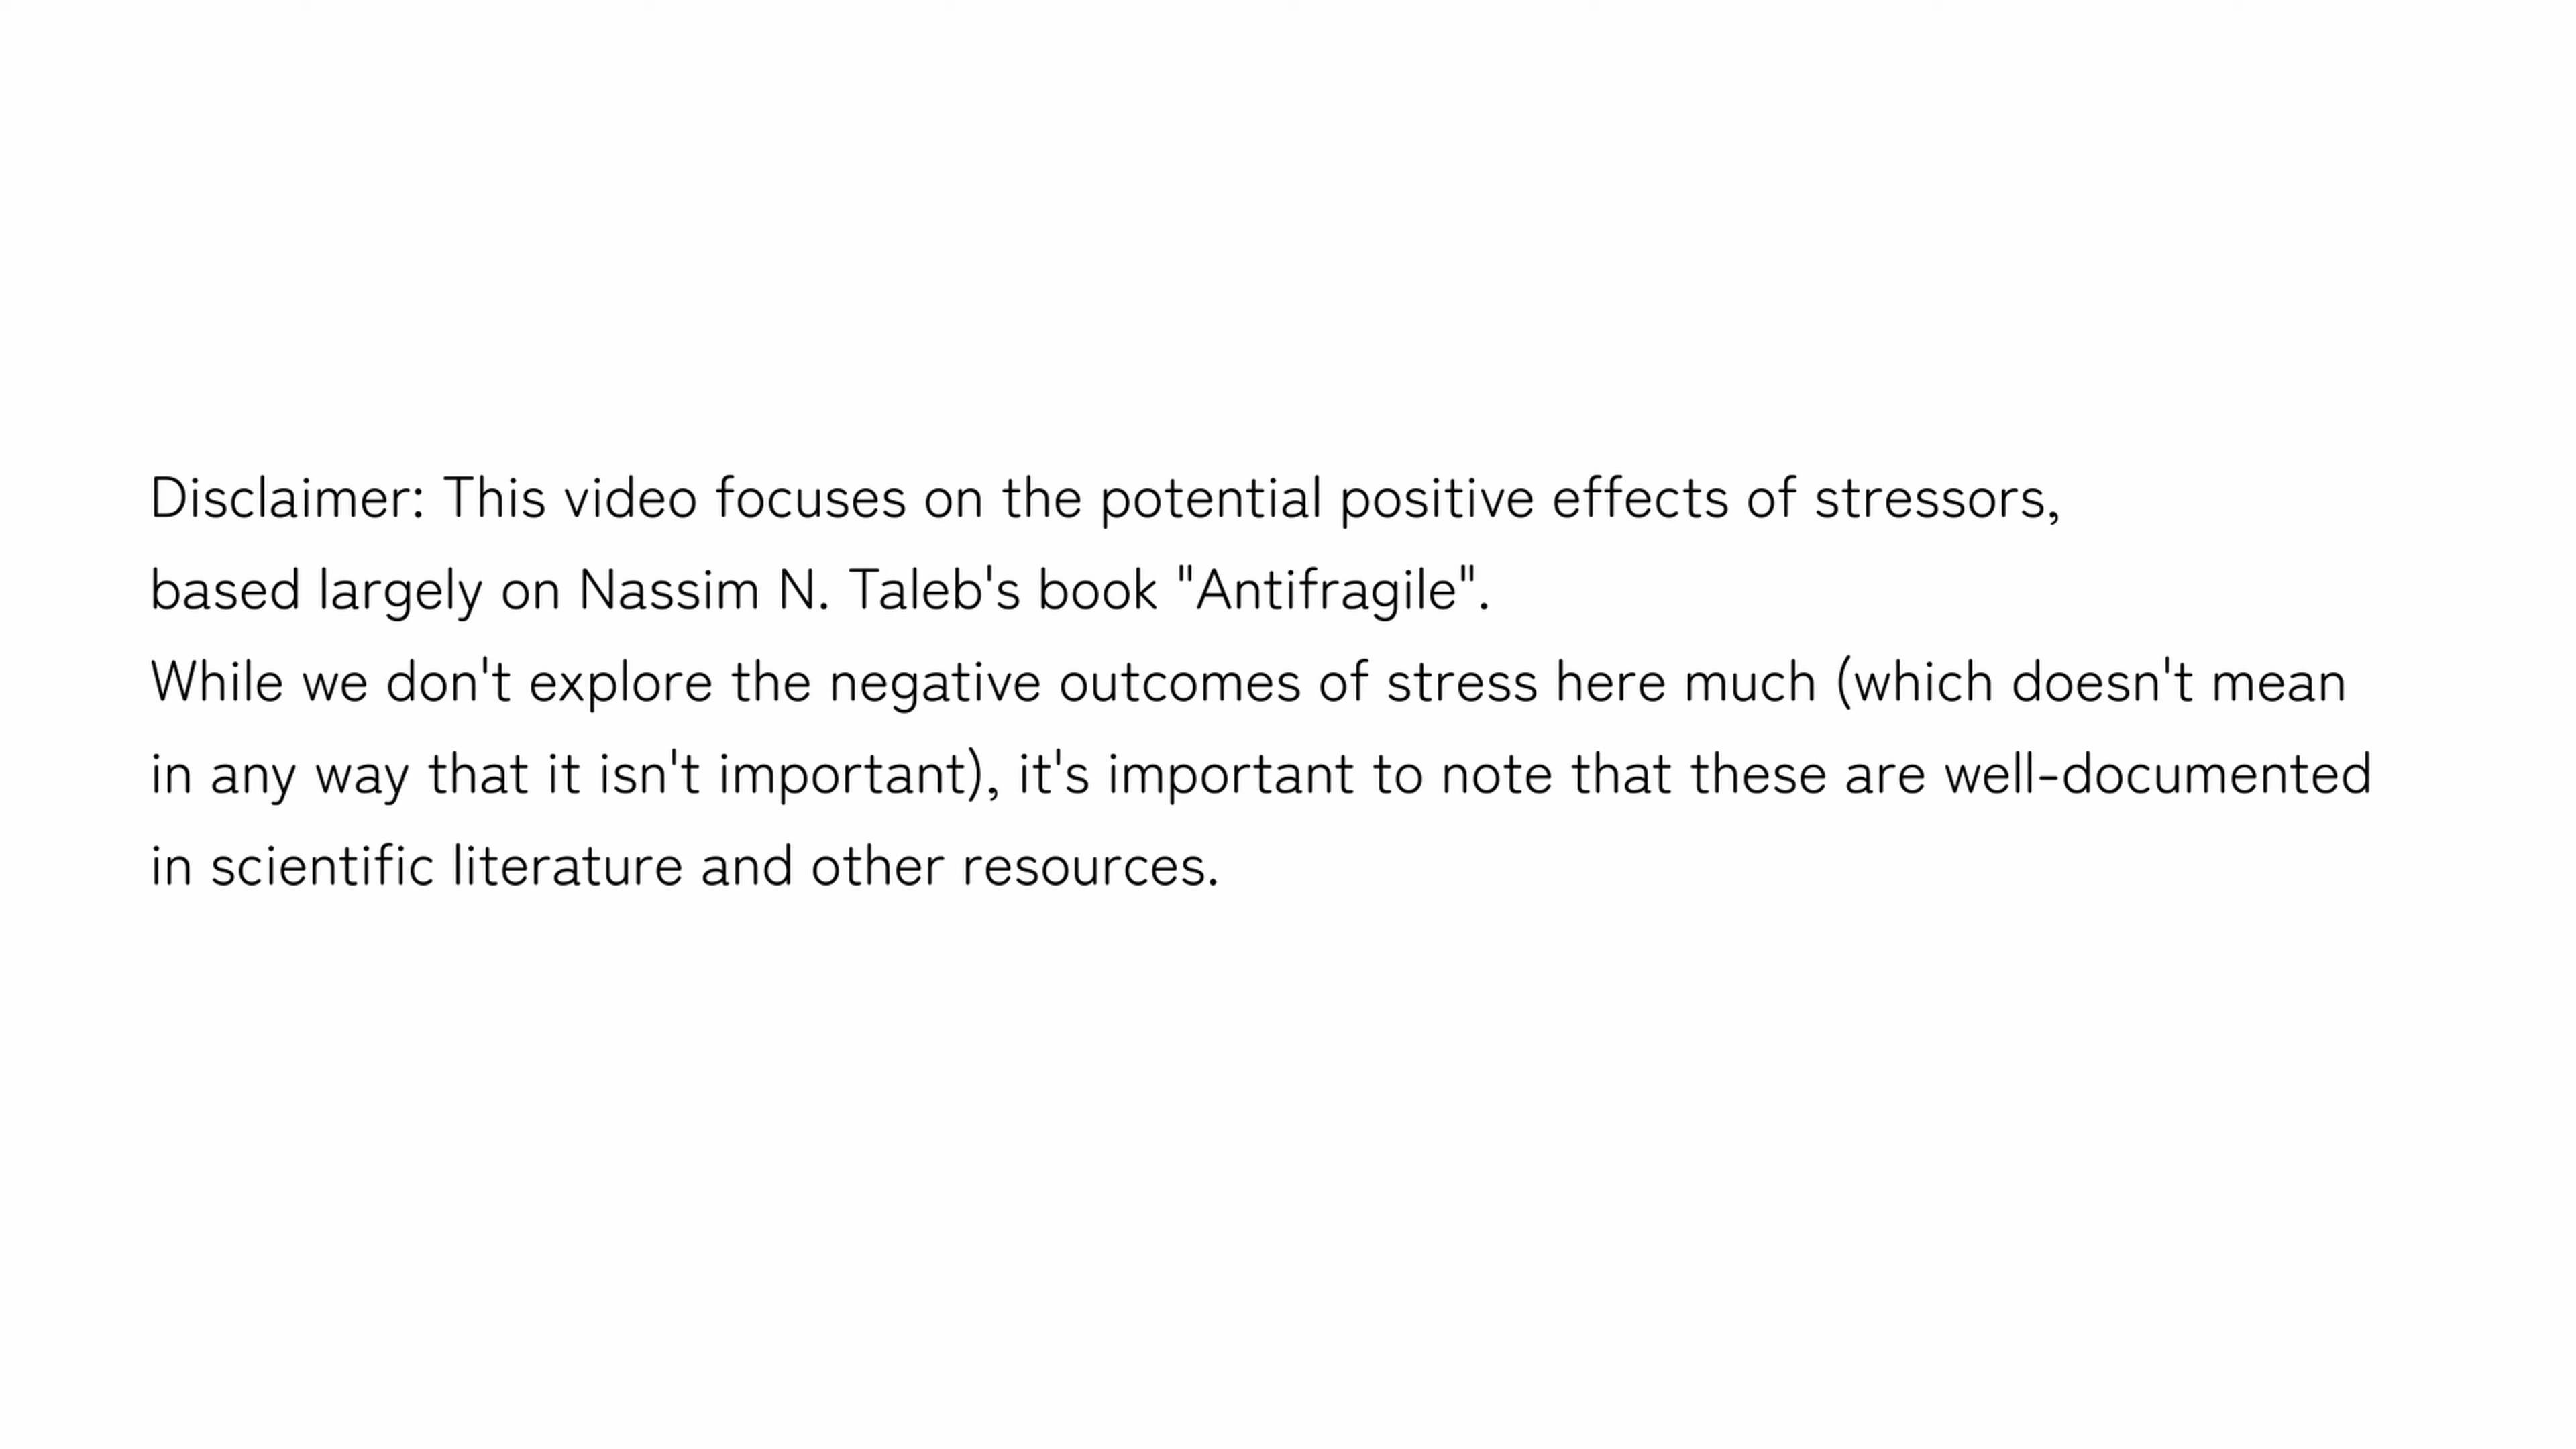 Disclaimer: This video focuses on the potential positive effects of stressors,
based largely on Nassim N. Taleb's book "Antifragile".
While we don't explore the negative outcomes of stress here much (which doesn't mean
in any way that it isn't important), it's important to note that these are well-documented
in scientific literature and other resources.